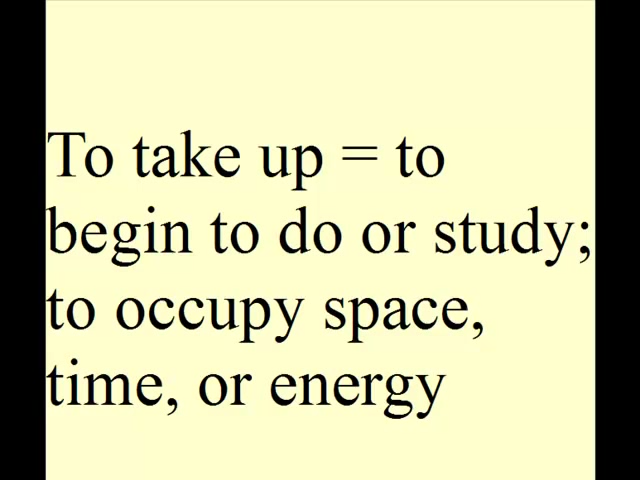 To take up = to
begin to do or study;
to occupy space,
time, or energy